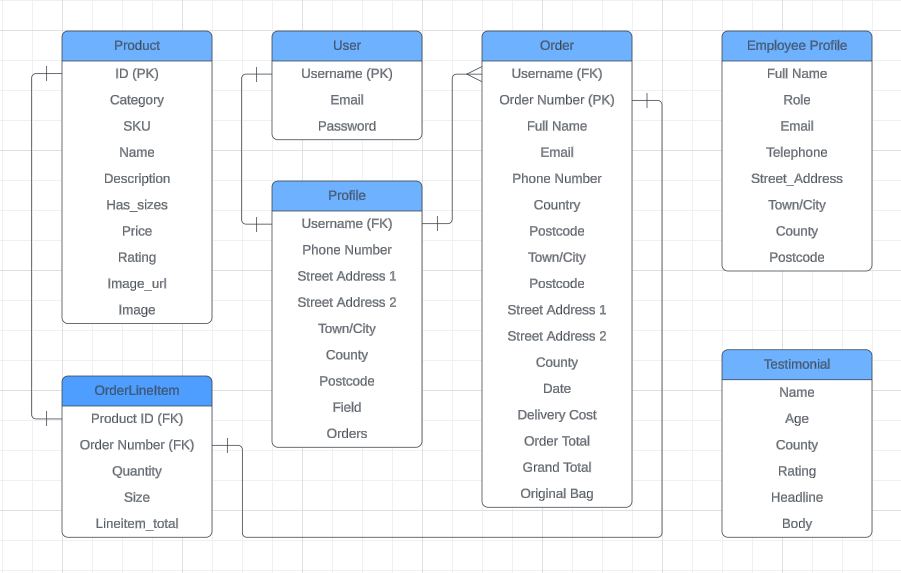 Product
ID (PK)
Category
SKU
Name
Description
Has_sizes
Price
Rating
Image_url
Image
OrderLineItem
Product ID (FK)
Order Number (FK)
Quantity
Size
Lineitem_total
User
Username (PK)
Email
Password
Profile
Username (FK)
Phone Number
Street Address 1
Street Address 2
Town/City
County
Postcode
Field
Orders
Order
Username (FK)
Order Number (PK)
Full Name
Email
Phone Number
Country
Postcode
Town/City
Postcode
Street Address 1
Street Address 2
County
Date
Delivery Cost
Order Total
Grand Total
Original Bag
Employee Profile
Full Name
Role
Email
Telephone
Street_Address
Town/City
County
Postcode
Testimonial
Name
Age
County
Rating
Headline
Body